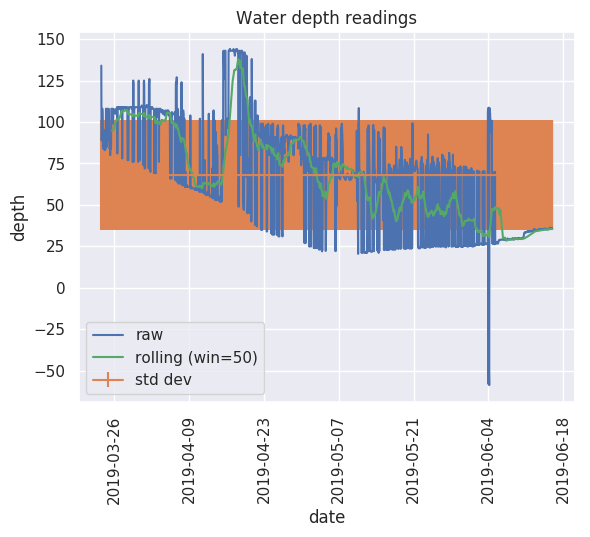 Water depth readings
150
125
100
75
50
25
0
−25
−50
depth
raw
rolling (win=50)
std dev
2019-03-26
2019-04-09
2019-04-23
2019-05-07
2019-05-21
2019-06-04
2019-06-18
date